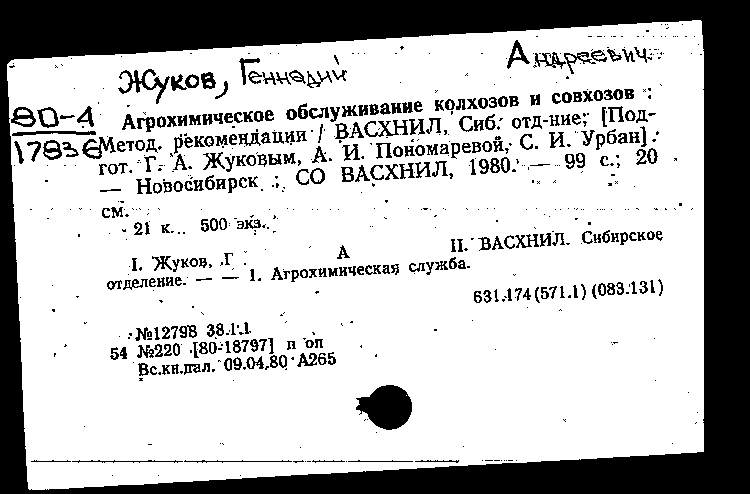 Жуков, Геннадий Андреевич
80-4
17836
Агрохимическое обслуживание колхозов и совхозов :
Метод. рекомендации / ВАСХНИЛ, Сиб. отд-ние; [Под-
гот. Г. А. Жуковым, А. И. Пономаревой, С. И. Урбан].
— Новосибирск : СО ВАСХНИЛ, 1980. — 99 с.; 20
см.
21 к. 500 экз.
I. Жуков, Г А II. ВАСХНИЛ. Сибирское
отделение. — — 1. Агрохимическая служба.
631.174(571.1)(083.131)
№12798 38.1.1
54 №220 [80-18797] п оп
Вс.кн.пал. 09.04.80 А265